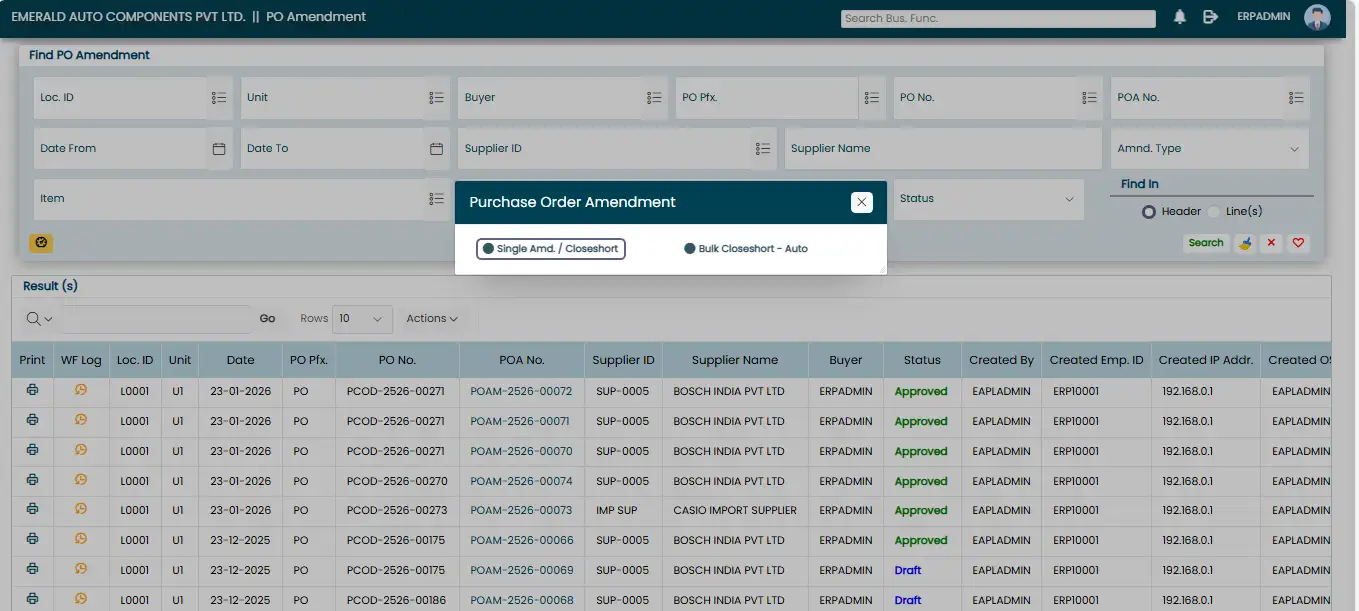 EMERALD AUTO COMPONENTS PVT LTD. || PO Amendment Search Bus. Func. ERPADMIN
Find PO Amendment
Loc. ID Unit Buyer PO Pfx. PO No. POA No.
Date From Date To Supplier ID Supplier Name Amnd. Type
Item Status Find In
Header Line(s)
Search
Purchase Order Amendment
Single Amd. / Closeshort Bulk Closeshort - Auto
Result (s)
Go Rows 10 Actions
Print WF Log Loc. ID Unit Date PO Pfx. PO No. POA No. Supplier ID Supplier Name Buyer Status Created By Created Emp. ID Created IP Addr. Created OS
L0001 U1 23-01-2026 PO PCOD-2526-00271 POAM-2526-00072 SUP-0005 BOSCH INDIA PVT LTD ERPADMIN Approved EAPLADMIN ERP10001 192.168.0.1 EAPLADMIN
L0001 U1 23-01-2026 PO PCOD-2526-00271 POAM-2526-00071 SUP-0005 BOSCH INDIA PVT LTD ERPADMIN Approved EAPLADMIN ERP10001 192.168.0.1 EAPLADMIN
L0001 U1 23-01-2026 PO PCOD-2526-00271 POAM-2526-00070 SUP-0005 BOSCH INDIA PVT LTD ERPADMIN Approved EAPLADMIN ERP10001 192.168.0.1 EAPLADMIN
L0001 U1 23-01-2026 PO PCOD-2526-00270 POAM-2526-00074 SUP-0005 BOSCH INDIA PVT LTD ERPADMIN Approved EAPLADMIN ERP10001 192.168.0.1 EAPLADMIN
L0001 U1 23-01-2026 PO PCOD-2526-00273 POAM-2526-00073 IMP SUP CASIO IMPORT SUPPLIER ERPADMIN Approved EAPLADMIN ERP10001 192.168.0.1 EAPLADMIN
L0001 U1 23-12-2025 PO PCOD-2526-00175 POAM-2526-00066 SUP-0005 BOSCH INDIA PVT LTD ERPADMIN Approved EAPLADMIN ERP10001 192.168.0.1 EAPLADMIN
L0001 U1 23-12-2025 PO PCOD-2526-00175 POAM-2526-00069 SUP-0005 BOSCH INDIA PVT LTD ERPADMIN Draft EAPLADMIN ERP10001 192.168.0.1 EAPLADMIN
L0001 U1 23-12-2025 PO PCOD-2526-00186 POAM-2526-00068 SUP-0005 BOSCH INDIA PVT LTD ERPADMIN Draft EAPLADMIN ERP10001 192.168.0.1 EAPLADMIN